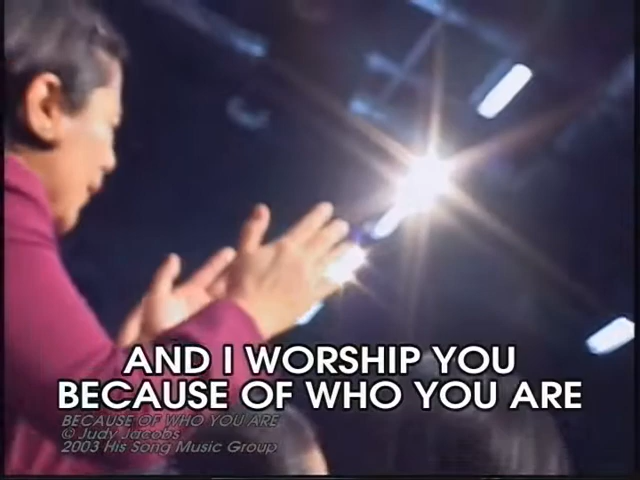 AND I WORSHIP YOU
BECAUSE OF WHO YOU ARE
BECAUSE OF WHO YOU ARE
© Judy Jacobs
2003 His Song Music Group